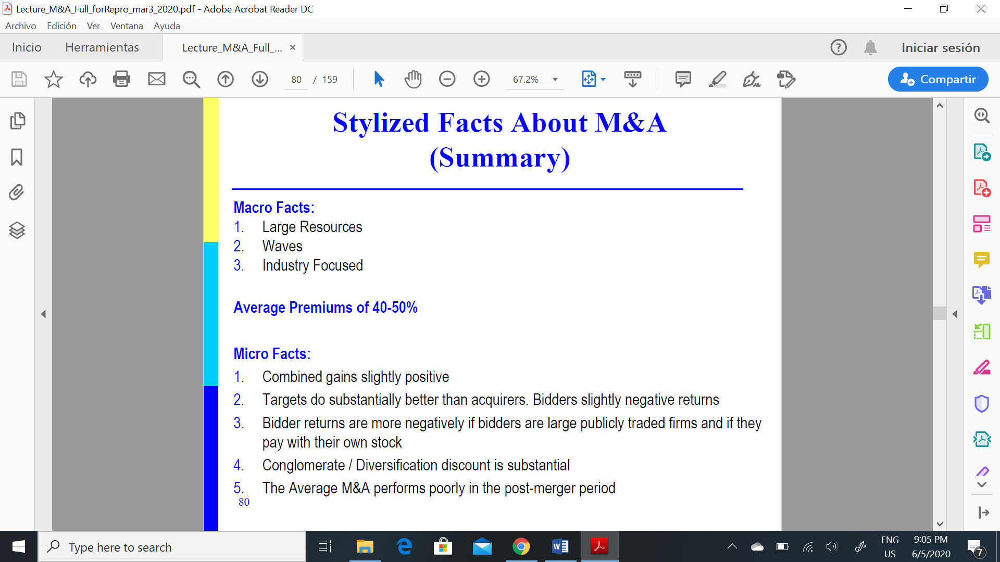 Lecture_M&A_Full_forRepro_mar3_2020.pdf - Adobe Acrobat Reader DC
Archivo Edición Ver Ventana Ayuda
Inicio Herramientas Lecture_M&A_Full_... × Iniciar sesión
80 / 159 67.2% Compartir
Stylized Facts About M&A
(Summary)
Macro Facts:
1. Large Resources
2. Waves
3. Industry Focused
Average Premiums of 40-50%
Micro Facts:
1. Combined gains slightly positive
2. Targets do substantially better than acquirers. Bidders slightly negative returns
3. Bidder returns are more negatively if bidders are large publicly traded firms and if they
pay with their own stock
4. Conglomerate / Diversification discount is substantial
5. The Average M&A performs poorly in the post-merger period
80
Type here to search
ENG 9:05 PM
US 6/5/2020 7